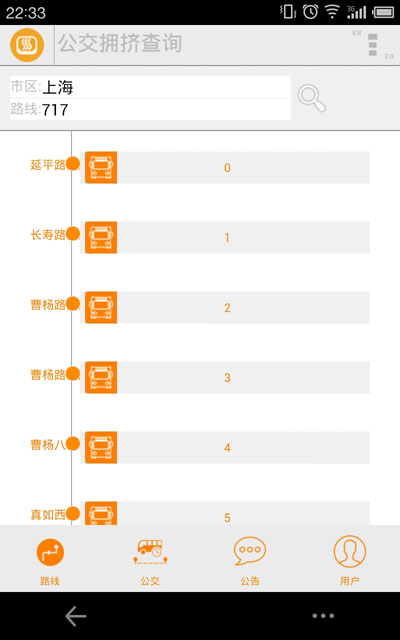 22:33
3G
公交拥挤查询
市区:上海
路线:717
延平路
0
长寿路
1
曹杨路
2
曹杨路
3
曹杨八
4
真如西
5
路线
公交
公告
用户